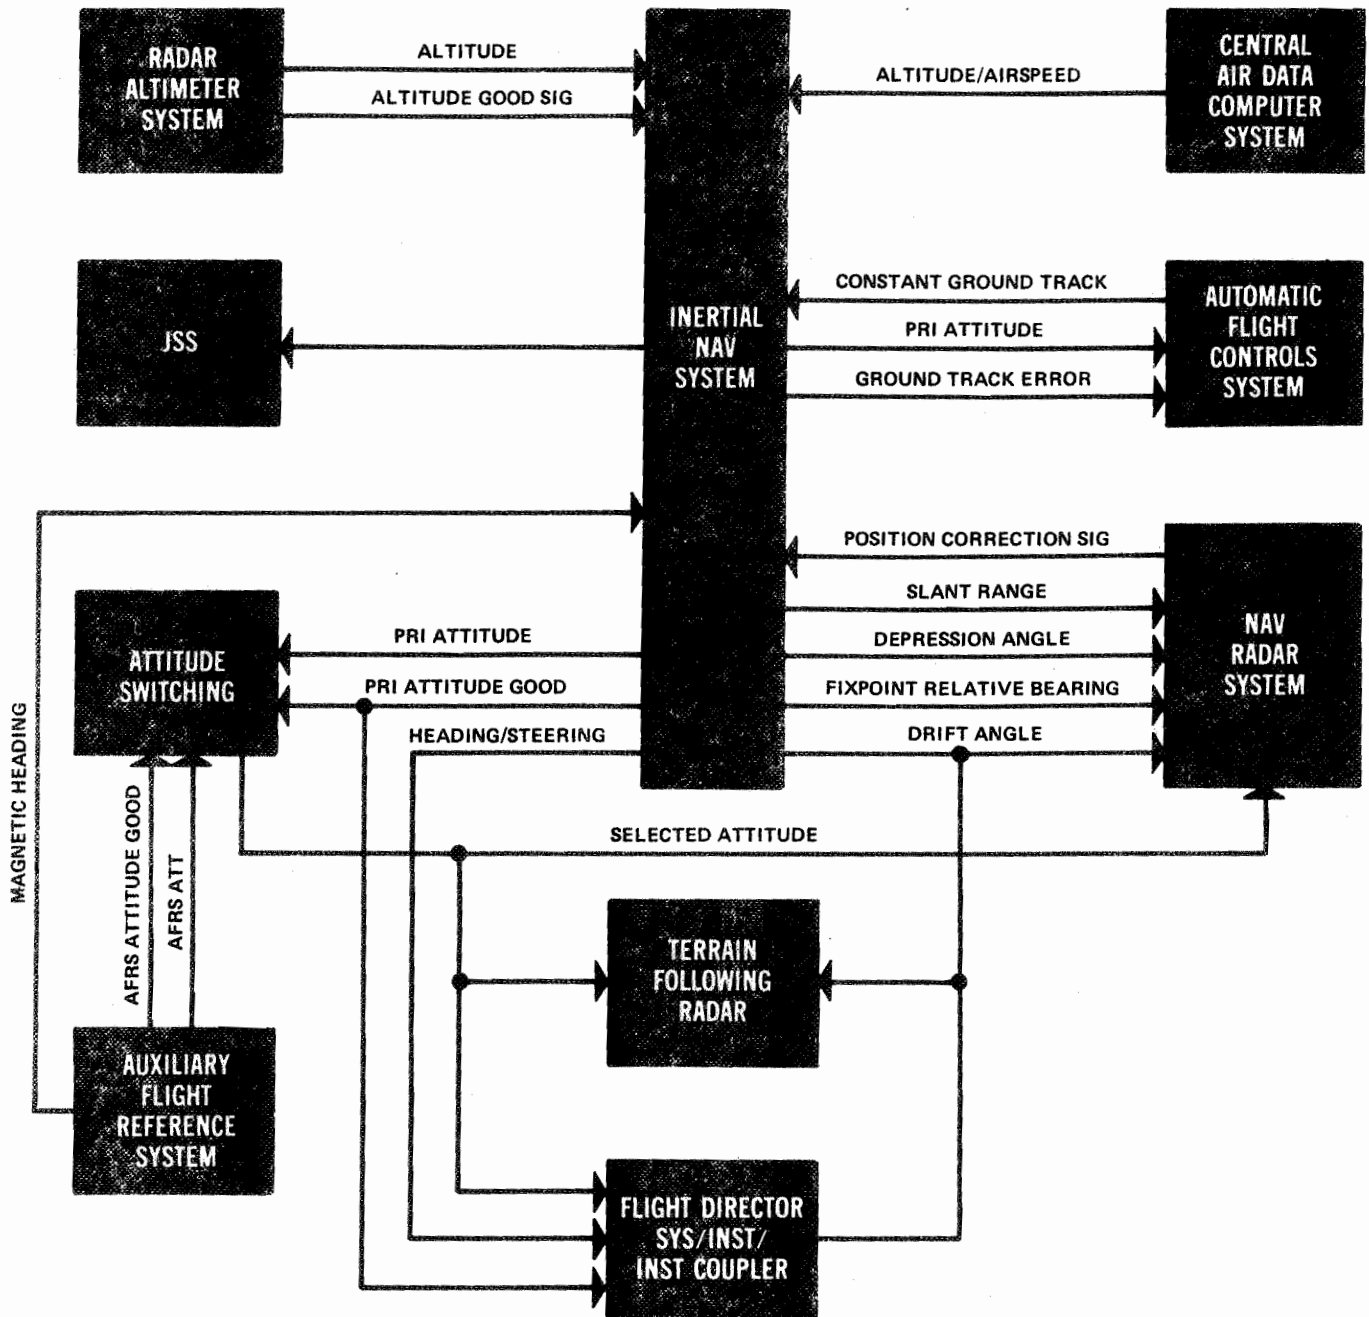 RADAR
ALTIMETER
SYSTEM
ALTITUDE
ALTITUDE GOOD SIG
ALTITUDE/AIRSPEED
CENTRAL
AIR DATA
COMPUTER
SYSTEM
JSS
INERTIAL
NAV
SYSTEM
CONSTANT GROUND TRACK
PRI ATTITUDE
GROUND TRACK ERROR
AUTOMATIC
FLIGHT
CONTROLS
SYSTEM
POSITION CORRECTION SIG
SLANT RANGE
DEPRESSION ANGLE
FIXPOINT RELATIVE BEARING
DRIFT ANGLE
NAV
RADAR
SYSTEM
ATTITUDE
SWITCHING
PRI ATTITUDE
PRI ATTITUDE GOOD
HEADING/STEERING
MAGNETIC HEADING
AFRS ATTITUDE GOOD
AFRS ATT
SELECTED ATTITUDE
TERRAIN
FOLLOWING
RADAR
AUXILIARY
FLIGHT
REFERENCE
SYSTEM
FLIGHT DIRECTOR
SYS/INST/
INST COUPLER